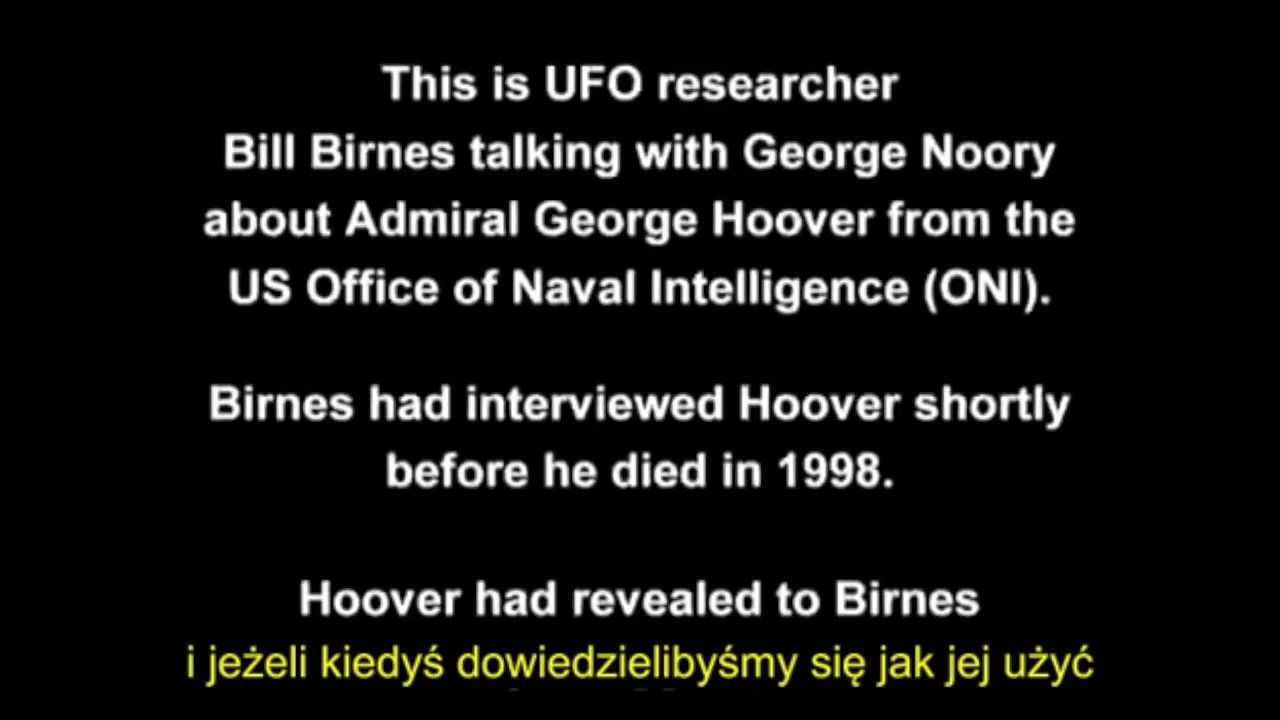 This is UFO researcher
Bill Birnes talking with George Noory
about Admiral George Hoover from the
US Office of Naval Intelligence (ONI).
Birnes had interviewed Hoover shortly
before he died in 1998.
Hoover had revealed to Birnes
i jeżeli kiedyś dowiedzielibyśmy się jak jej użyć